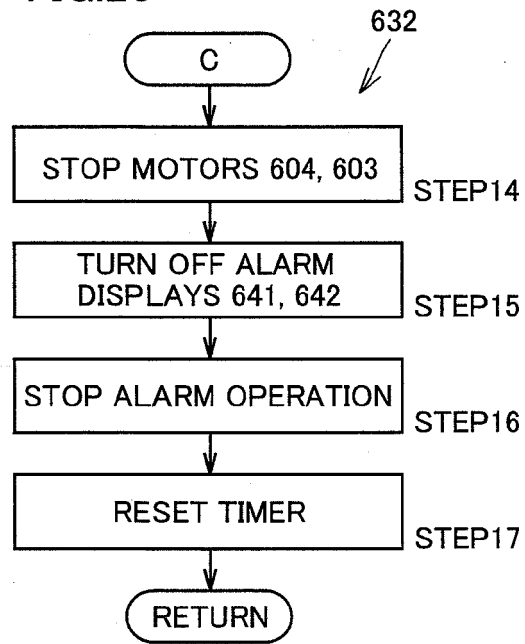 632
C
STOP MOTORS 604, 603
STEP14
TURN OFF ALARM
DISPLAYS 641, 642
STEP15
STOP ALARM OPERATION
STEP16
RESET TIMER
STEP17
RETURN